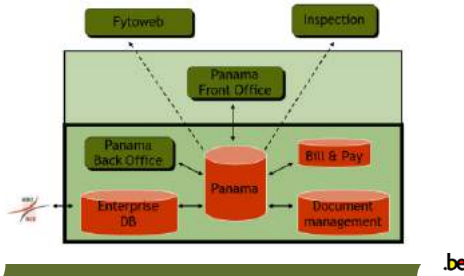 Fytoweb
Inspection
Panama
Front Office
Panama
Back Office
Bill & Pay
Panama
Enterprise
DB
Document
management
.be